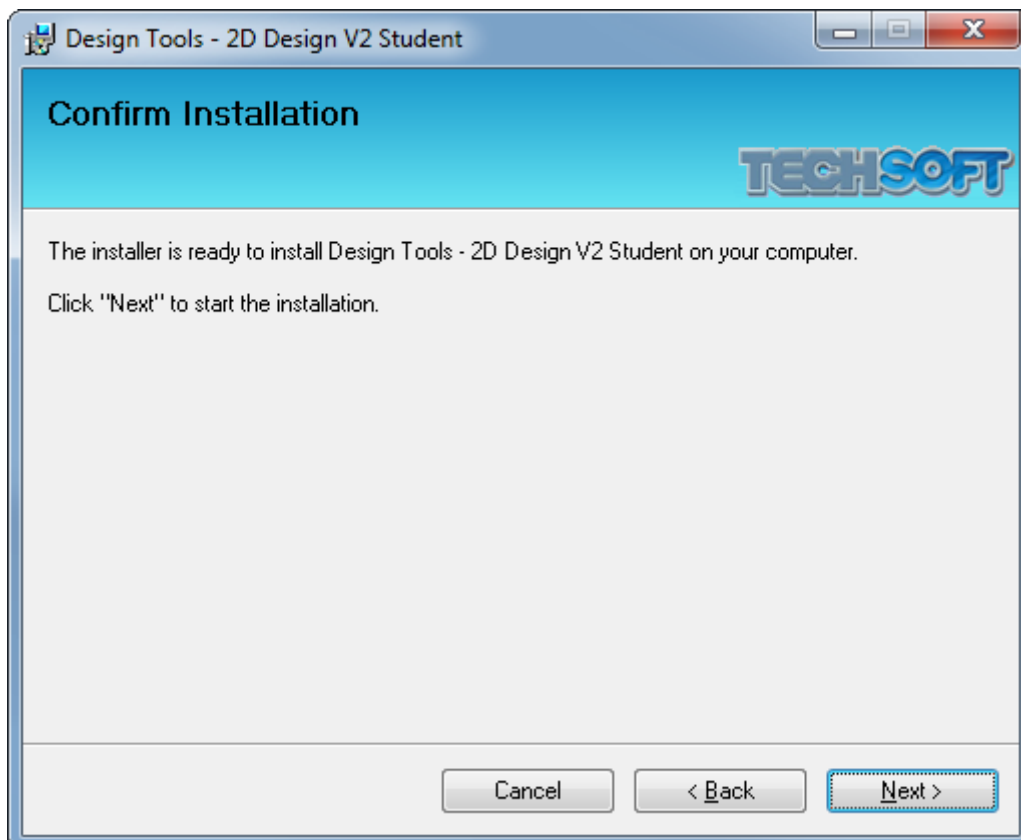 Design Tools - 2D Design V2 Student
Confirm Installation
TECHSOFT
The installer is ready to install Design Tools - 2D Design V2 Student on your computer.
Click "Next" to start the installation.
Cancel
< Back
Next >